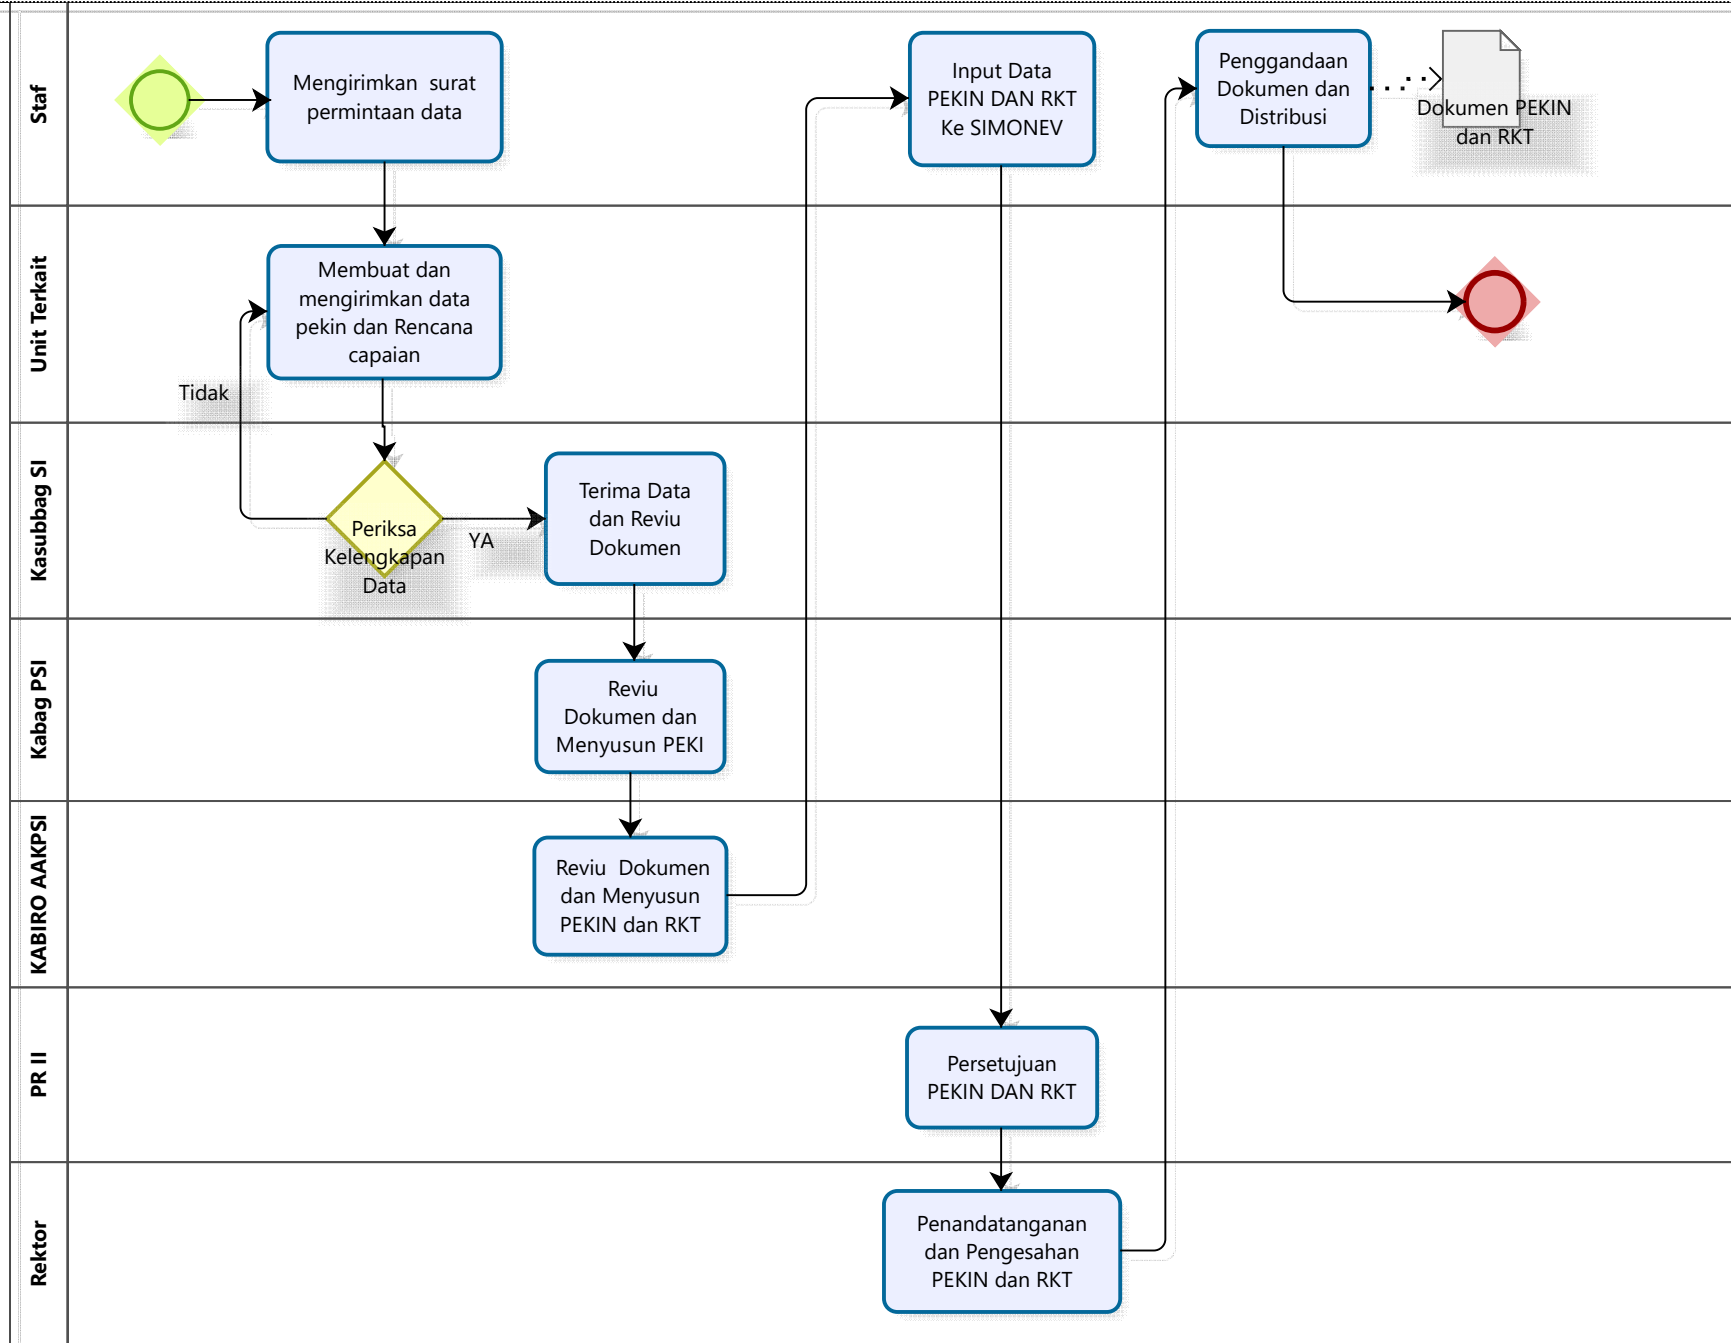 Staf
Mengirimkan surat
permintaan data
Input Data
PEKIN DAN RKT
Ke SIMONEV
Penggandaan
Dokumen dan
Distribusi
Dokumen PEKIN
dan RKT
Unit Terkait
Membuat dan
mengirimkan data
pekin dan Rencana
capaian
Tidak
Kasubbag SI
Periksa
Kelengkapan
Data
YA
Terima Data
dan Reviu
Dokumen
Kabag PSI
Reviu
Dokumen dan
Menyusun PEKI
KABIRO AAKPSI
Reviu Dokumen
dan Menyusun
PEKIN dan RKT
PR II
Persetujuan
PEKIN DAN RKT
Rektor
Penandatanganan
dan Pengesahan
PEKIN dan RKT